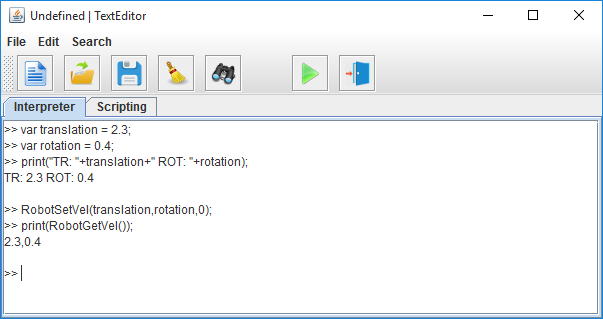 Undefined | TextEditor
File Edit Search
Interpreter Scripting
>> var translation = 2.3;
>> var rotation = 0.4;
>> print("TR: "+translation+" ROT: "+rotation);
TR: 2.3 ROT: 0.4
>> RobotSetVel(translation,rotation,0);
>> print(RobotGetVel());
2.3,0.4
>>